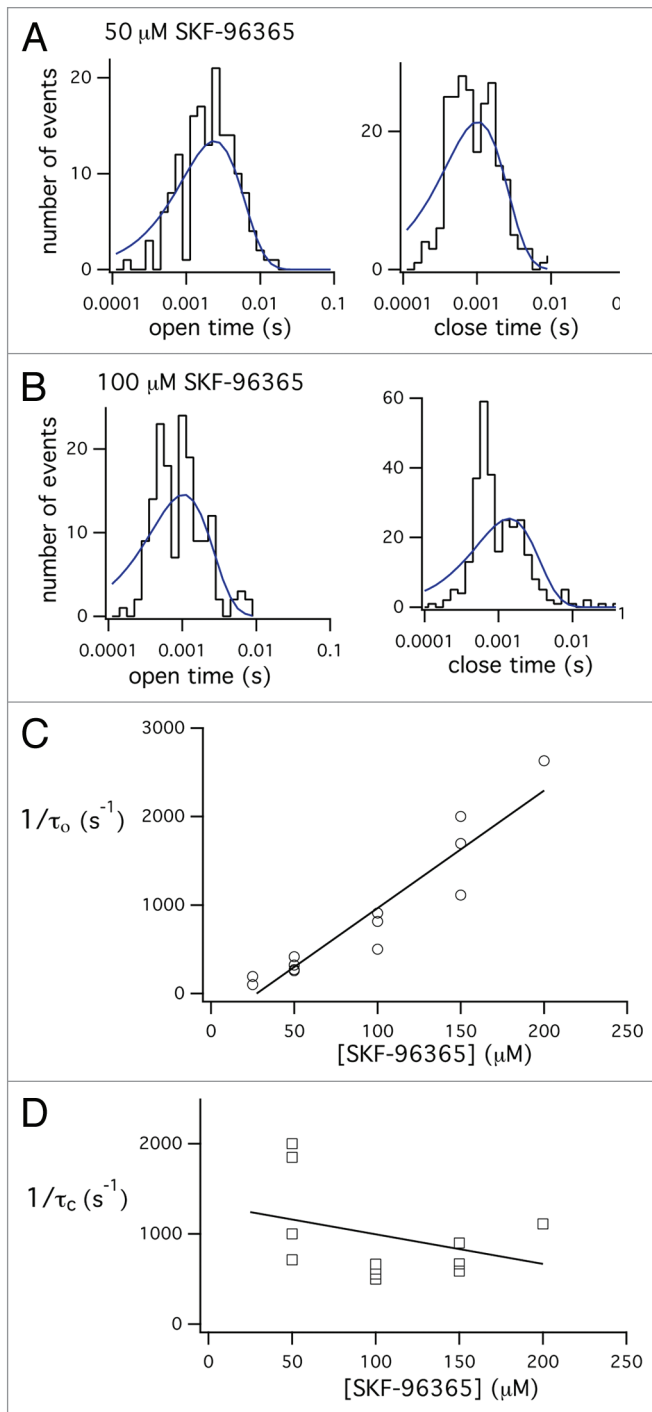 A
50 µM SKF-96365
number of events
20
10
0
0.0001 0.001 0.01 0.1
open time (s)
20
0
0.0001 0.001 0.01 0
close time (s)
B
100 µM SKF-96365
number of events
20
10
0
0.0001 0.001 0.01 0.1
open time (s)
60
40
20
0
0.0001 0.001 0.01 1
close time (s)
C
1/τo (s-1)
3000
2000
1000
0
0 50 100 150 200 250
[SKF-96365] (µM)
D
1/τc (s-1)
2000
1000
0
0 50 100 150 200 250
[SKF-96365] (µM)